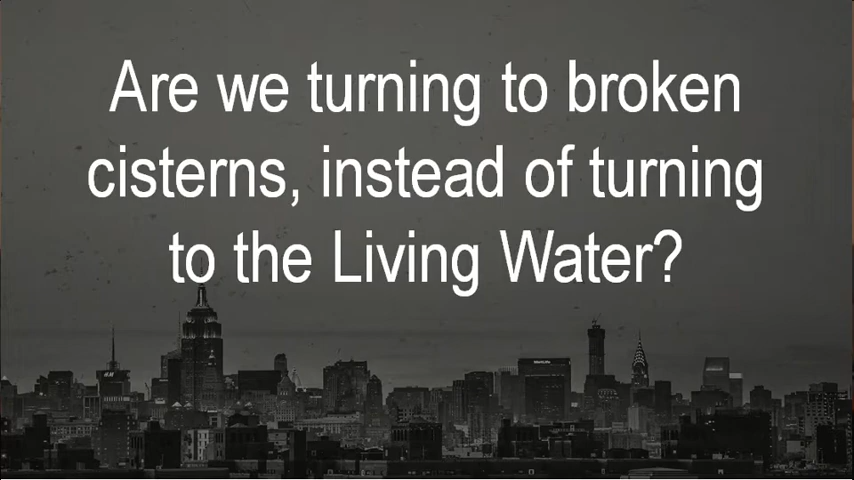 Are we turning to broken
cisterns, instead of turning
to the Living Water?